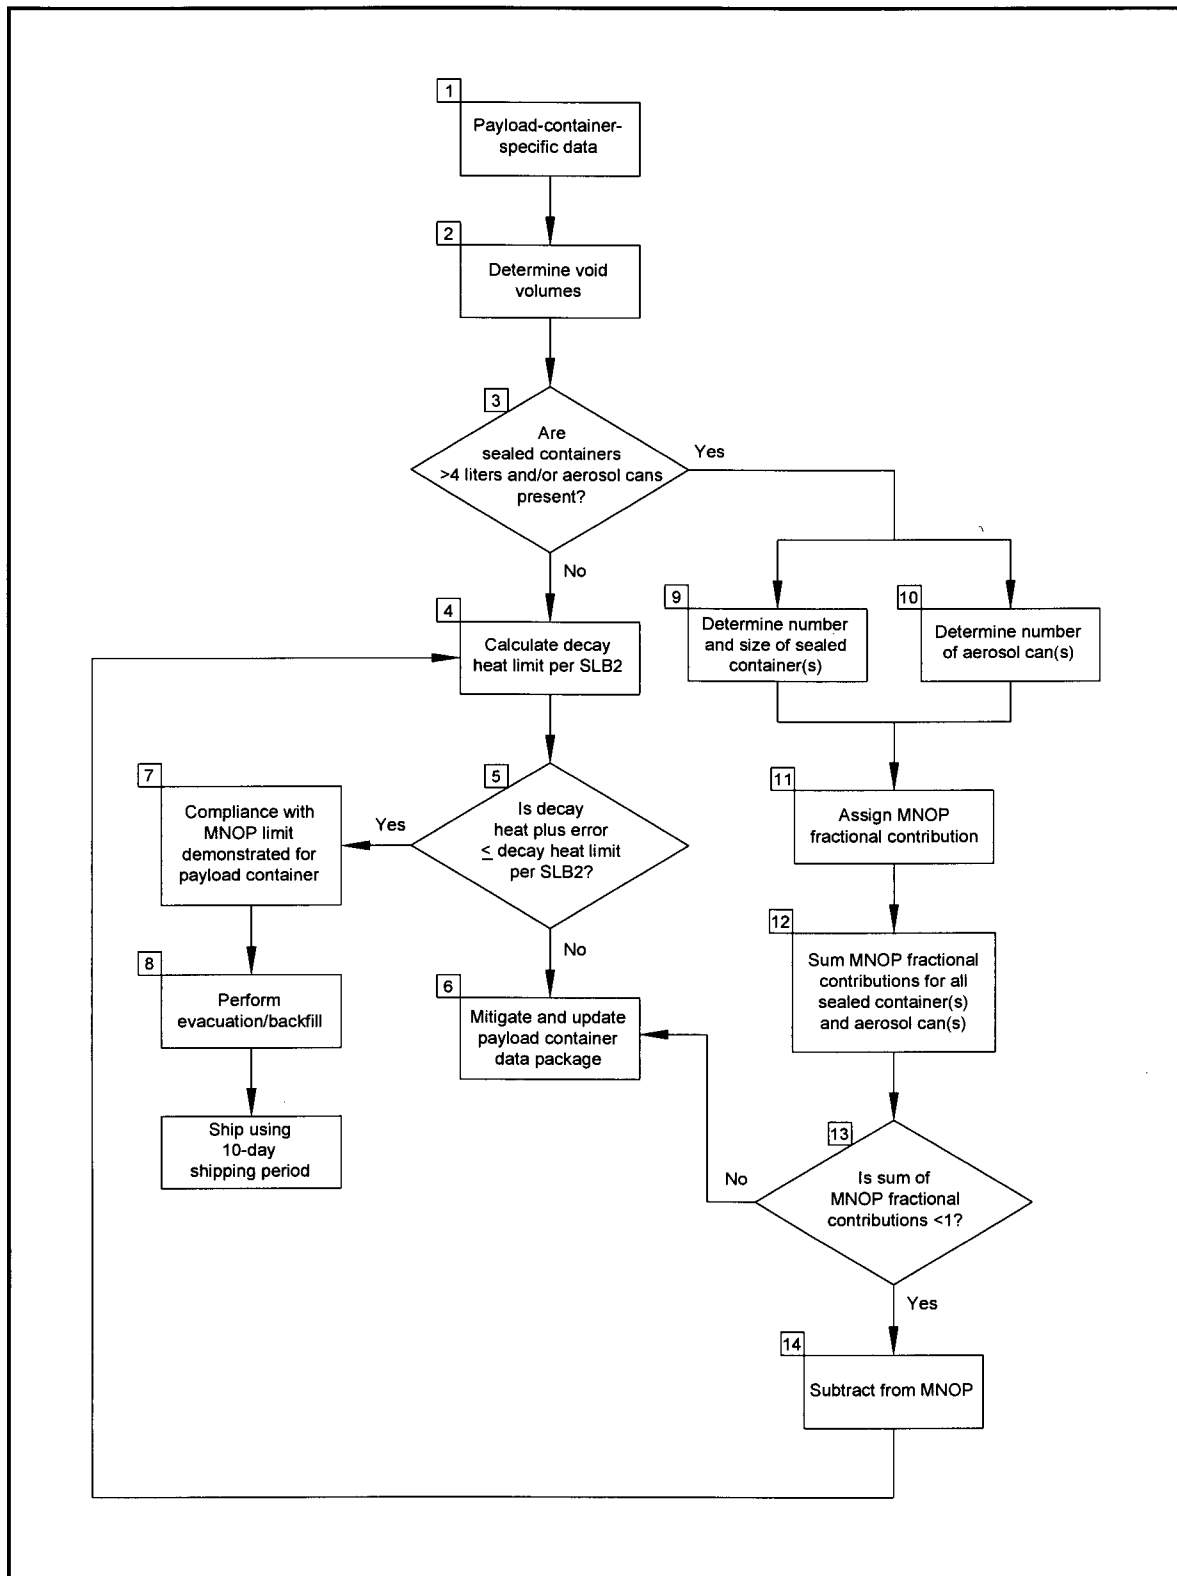 1
Payload-container-
specific data
2
Determine void
volumes
3
Are
sealed containers
>4 liters and/or aerosol cans
present?
Yes
No
4
Calculate decay
heat limit per SLB2
9
Determine number
and size of sealed
container(s)
10
Determine number
of aerosol can(s)
5
Is decay
heat plus error
≤ decay heat limit
per SLB2?
Yes
No
7
Compliance with
MNOP limit
demonstrated for
payload container
8
Perform
evacuation/backfill
Ship using
10-day
shipping period
6
Mitigate and update
payload container
data package
11
Assign MNOP
fractional contribution
12
Sum MNOP fractional
contributions for all
sealed container(s)
and aerosol can(s)
13
Is sum of
MNOP fractional
contributions <1?
No
Yes
14
Subtract from MNOP